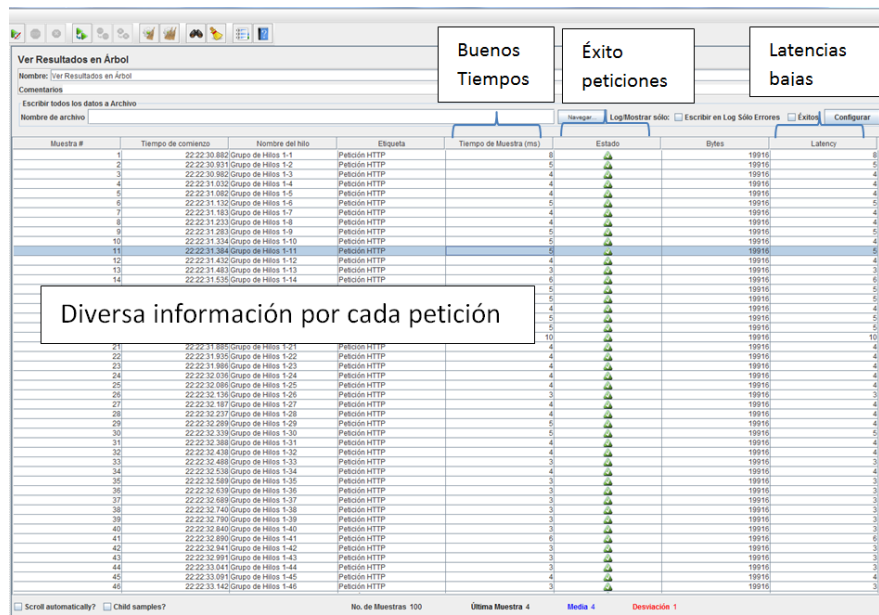 Buenos Tiempos
Éxito peticiones
Latencias bajas
Ver Resultados en Árbol
Nombre: Ver Resultados en Árbol
Comentarios
Escribir todos los datos a Archivo
Nombre de archivo Navegar... Log/Mostrar sólo: Escribir en Log Sólo Errores Éxitos Configurar
Muestra # Tiempo de comienzo Nombre del hilo Etiqueta Tiempo de Muestra (ms) Estado Bytes Latency
1 22:22:30.882 Grupo de Hilos 1-1 Petición HTTP 8 19916 8
2 22:22:30.931 Grupo de Hilos 1-2 Petición HTTP 5 19916 5
3 22:22:30.982 Grupo de Hilos 1-3 Petición HTTP 4 19916 4
4 22:22:31.032 Grupo de Hilos 1-4 Petición HTTP 4 19916 4
5 22:22:31.082 Grupo de Hilos 1-5 Petición HTTP 4 19916 4
6 22:22:31.132 Grupo de Hilos 1-6 Petición HTTP 5 19916 5
7 22:22:31.183 Grupo de Hilos 1-7 Petición HTTP 4 19916 4
8 22:22:31.233 Grupo de Hilos 1-8 Petición HTTP 4 19916 4
9 22:22:31.283 Grupo de Hilos 1-9 Petición HTTP 5 19916 5
10 22:22:31.334 Grupo de Hilos 1-10 Petición HTTP 5 19916 5
11 22:22:31.384 Grupo de Hilos 1-11 Petición HTTP 5 19916 5
12 22:22:31.432 Grupo de Hilos 1-12 Petición HTTP 4 19916 4
13 22:22:31.483 Grupo de Hilos 1-13 Petición HTTP 3 19916 3
14 22:22:31.535 Grupo de Hilos 1-14 Petición HTTP 6 19916 6
5 19916 5
5 19916 5
Diversa información por cada petición
4 19916 4
5 19916 5
5 19916 5
10 19916 10
21 22:22:31.885 Grupo de Hilos 1-21 Petición HTTP 4 19916 4
22 22:22:31.935 Grupo de Hilos 1-22 Petición HTTP 4 19916 4
23 22:22:31.986 Grupo de Hilos 1-23 Petición HTTP 4 19916 4
24 22:22:32.036 Grupo de Hilos 1-24 Petición HTTP 4 19916 4
25 22:22:32.086 Grupo de Hilos 1-25 Petición HTTP 4 19916 4
26 22:22:32.136 Grupo de Hilos 1-26 Petición HTTP 3 19916 3
27 22:22:32.187 Grupo de Hilos 1-27 Petición HTTP 4 19916 4
28 22:22:32.237 Grupo de Hilos 1-28 Petición HTTP 4 19916 4
29 22:22:32.289 Grupo de Hilos 1-29 Petición HTTP 5 19916 5
30 22:22:32.339 Grupo de Hilos 1-30 Petición HTTP 5 19916 5
31 22:22:32.388 Grupo de Hilos 1-31 Petición HTTP 4 19916 4
32 22:22:32.438 Grupo de Hilos 1-32 Petición HTTP 4 19916 4
33 22:22:32.488 Grupo de Hilos 1-33 Petición HTTP 3 19916 3
34 22:22:32.538 Grupo de Hilos 1-34 Petición HTTP 4 19916 4
35 22:22:32.589 Grupo de Hilos 1-35 Petición HTTP 3 19916 3
36 22:22:32.639 Grupo de Hilos 1-36 Petición HTTP 3 19916 3
37 22:22:32.689 Grupo de Hilos 1-37 Petición HTTP 3 19916 3
38 22:22:32.740 Grupo de Hilos 1-38 Petición HTTP 3 19916 3
39 22:22:32.790 Grupo de Hilos 1-39 Petición HTTP 3 19916 3
40 22:22:32.840 Grupo de Hilos 1-40 Petición HTTP 3 19916 3
41 22:22:32.890 Grupo de Hilos 1-41 Petición HTTP 6 19916 6
42 22:22:32.941 Grupo de Hilos 1-42 Petición HTTP 3 19916 3
43 22:22:32.991 Grupo de Hilos 1-43 Petición HTTP 3 19916 3
44 22:22:33.041 Grupo de Hilos 1-44 Petición HTTP 3 19916 3
45 22:22:33.091 Grupo de Hilos 1-45 Petición HTTP 4 19916 4
46 22:22:33.142 Grupo de Hilos 1-46 Petición HTTP 3 19916 3
Scroll automatically? Child samples? No. de Muestras 100 Última Muestra 4 Media 4 Desviación 1